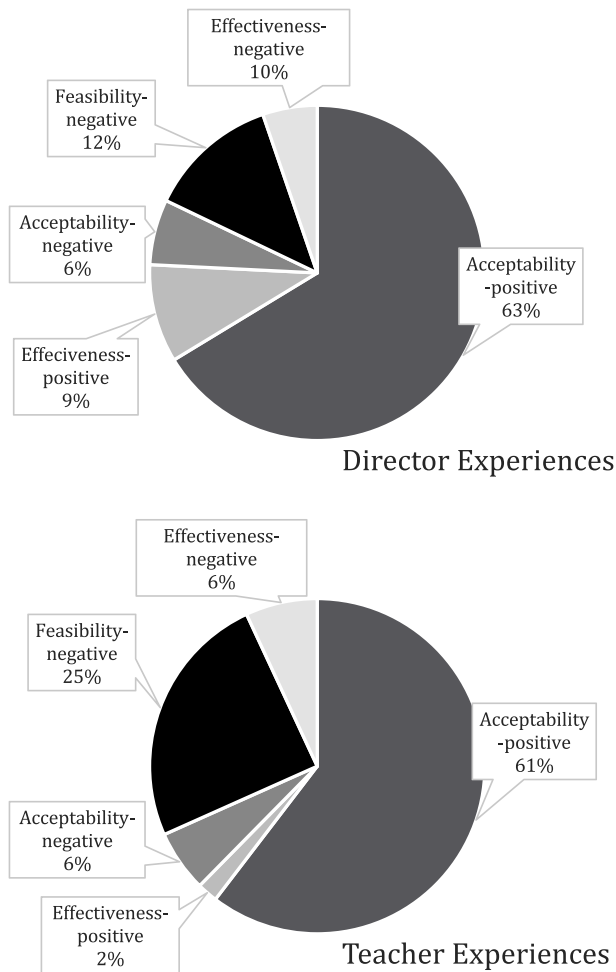 Effectiveness-
negative
10%
Feasibility-
negative
12%
Acceptability-
negative
6%
Acceptability
-positive
63%
Effeciveness-
positive
9%
Director Experiences
Effectiveness-
negative
6%
Feasibility-
negative
25%
Acceptability
-positive
61%
Acceptability-
negative
6%
Effectiveness-
positive
2%
Teacher Experiences